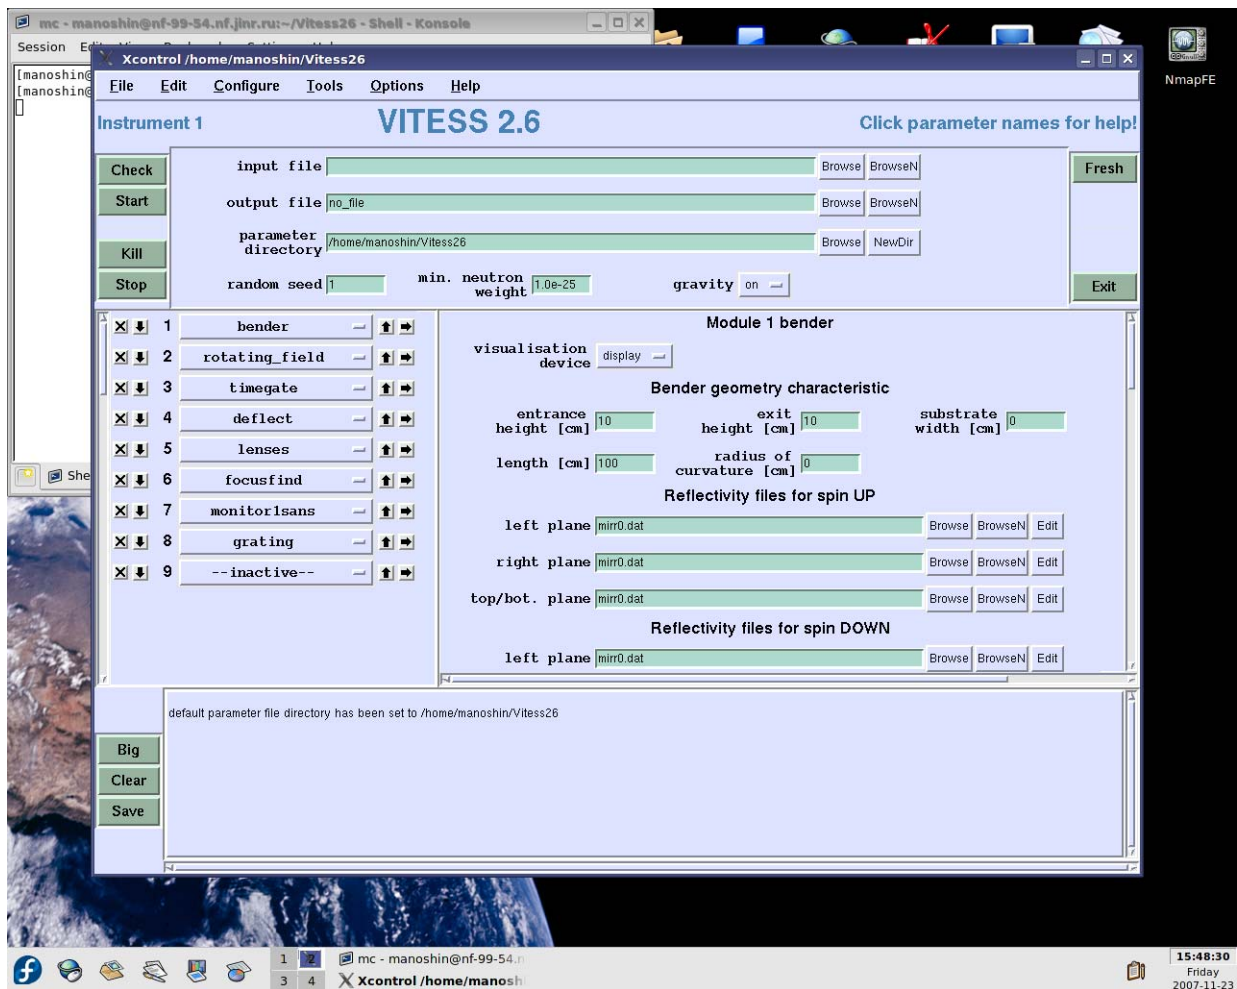 mc - manoshin@nf-99-54.nf.jinr.ru:~/Vitess26 - Shell - Konsole
Session
[manoshin@
[manoshin@
NmapFE
Xcontrol /home/manoshin/Vitess26
File Edit Configure Tools Options Help
Instrument 1 VITESS 2.6 Click parameter names for help!
Check input file Browse BrowseN Fresh
Start output file no_file Browse BrowseN
Kill parameter directory /home/manoshin/Vitess26 Browse NewDir
Stop random seed 1 min. neutron weight 1.0e-25 gravity on Exit
1 bender
2 rotating_field
3 timegate
4 deflect
5 lenses
6 focusfind
7 monitor1sans
8 grating
9 --inactive--
Module 1 bender
visualisation device display
Bender geometry characteristic
entrance height [cm] 10 exit height [cm] 10 substrate width [cm] 0
length [cm] 100 radius of curvature [cm] 0
Reflectivity files for spin UP
left plane mirr0.dat Browse BrowseN Edit
right plane mirr0.dat Browse BrowseN Edit
top/bot. plane mirr0.dat Browse BrowseN Edit
Reflectivity files for spin DOWN
left plane mirr0.dat Browse BrowseN Edit
She
default parameter file directory has been set to /home/manoshin/Vitess26
Big
Clear
Save
1 2 mc - manoshin@nf-99-54.n
3 4 Xcontrol /home/manosh
15:48:30
Friday
2007-11-23